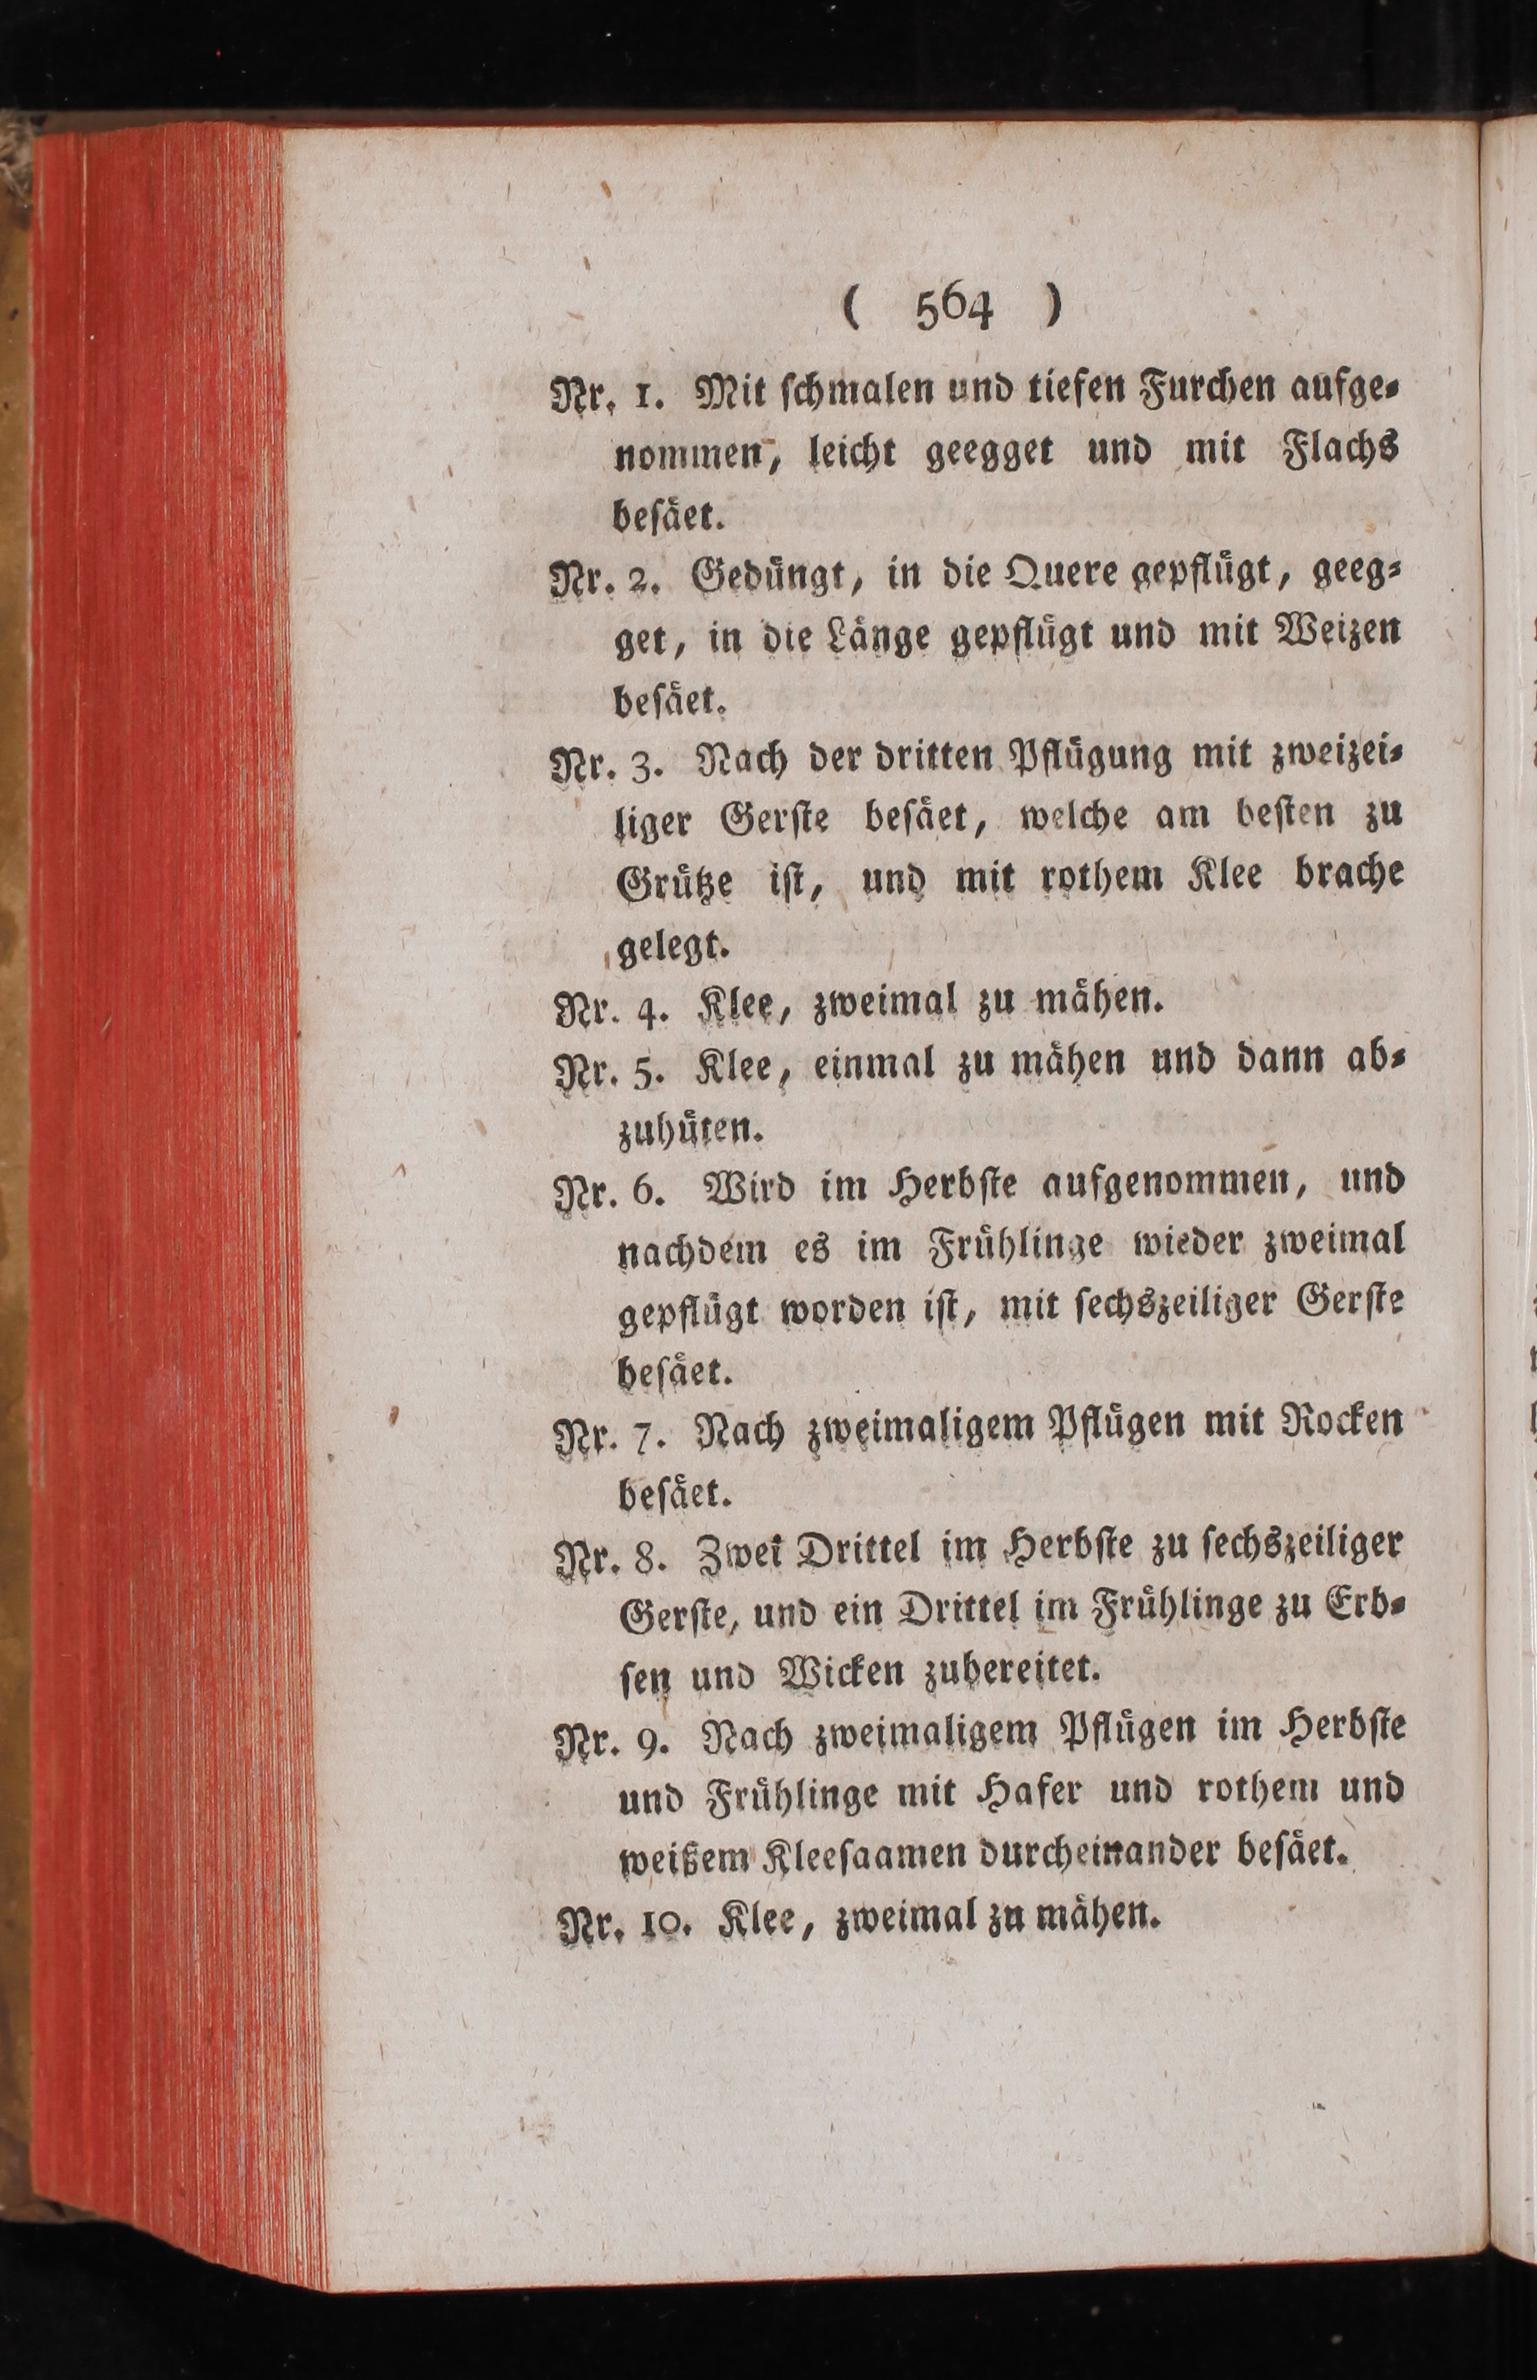 ( 564 )
Nr. 1. Mit ſchmalen und tiefen Furchen aufge⸗
nommen, leicht geegget und mit Flachs
beſäet.
Nr. 2. Gedüngt, in die Quere gepflügt, geeg⸗
get, in die Länge gepflügt und mit Weizen
beſäet.
Nr. 3. Nach der dritten Pflügung mit zweizei⸗
liger Gerſte beſäet, welche am beſten zu
Grütze iſt, und mit rothem Klee brache
gelegt.
Nr. 4. Klee, zweimal zu mähen.
Nr. 5. Klee, einmal zu mähen und dann ab⸗
zuhüten.
Nr. 6. Wird im Herbſte aufgenommen, und
nachdem es im Frühlinge wieder zweimal
gepflügt worden iſt, mit ſechszeiliger Gerſte
beſäet.
Nr. 7. Nach zweimaligem Pflügen mit Rocken
beſäet.
Nr. 8. Zwei Drittel im Herbſte zu ſechszeiliger
Gerſte, und ein Drittel im Frühlinge zu Erb⸗
ſen und Wicken zubereitet.
Nr. 9. Nach zweimaligem Pflügen im Herbſte
und Frühlinge mit Hafer und rothem und
weißem Kleeſaamen durcheinander beſäet.
Nr. 10. Klee, zweimal zu mähen.